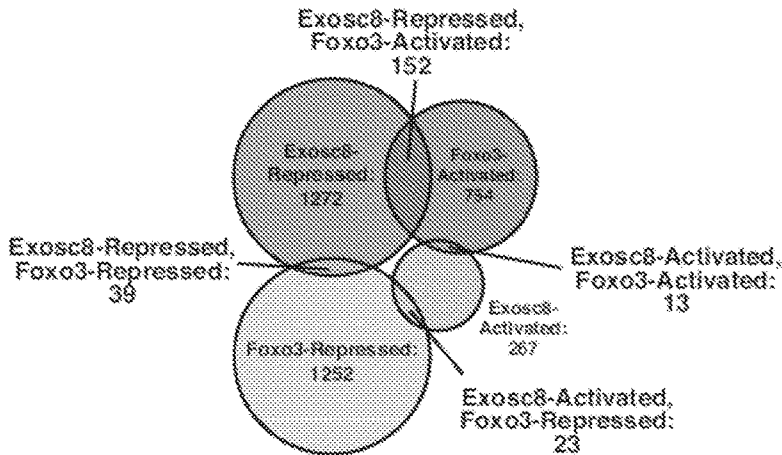 Exosc8-Repressed,
Foxo3-Activated:
152
Exosc8-
Repressed:
1272
Foxo3-
Activated:
764
Exosc8-Repressed,
Foxo3-Repressed:
39
Exosc8-Activated,
Foxo3-Activated:
13
Exosc8-
Activated:
267
Foxo3-Repressed:
1252
Exosc8-Activated,
Foxo3-Repressed:
23